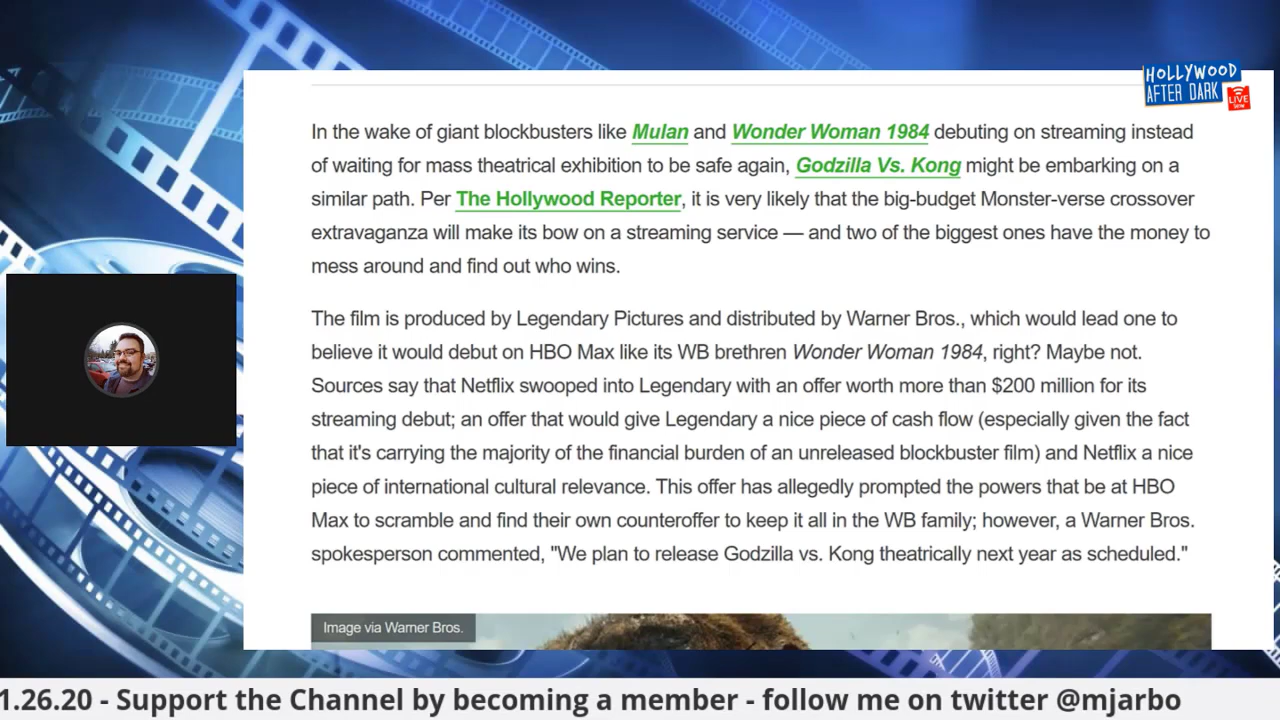 HOLLYWOOD
AFTER DARK
LIVE
Show
In the wake of giant blockbusters like Mulan and Wonder Woman 1984 debuting on streaming instead
of waiting for mass theatrical exhibition to be safe again, Godzilla Vs. Kong might be embarking on a
similar path. Per The Hollywood Reporter, it is very likely that the big-budget Monster-verse crossover
extravaganza will make its bow on a streaming service — and two of the biggest ones have the money to
mess around and find out who wins.
The film is produced by Legendary Pictures and distributed by Warner Bros., which would lead one to
believe it would debut on HBO Max like its WB brethren Wonder Woman 1984, right? Maybe not.
Sources say that Netflix swooped into Legendary with an offer worth more than $200 million for its
streaming debut; an offer that would give Legendary a nice piece of cash flow (especially given the fact
that it's carrying the majority of the financial burden of an unreleased blockbuster film) and Netflix a nice
piece of international cultural relevance. This offer has allegedly prompted the powers that be at HBO
Max to scramble and find their own counteroffer to keep it all in the WB family; however, a Warner Bros.
spokesperson commented, "We plan to release Godzilla vs. Kong theatrically next year as scheduled."
Image via Warner Bros.
1.26.20 - Support the Channel by becoming a member - follow me on twitter @mjarbo